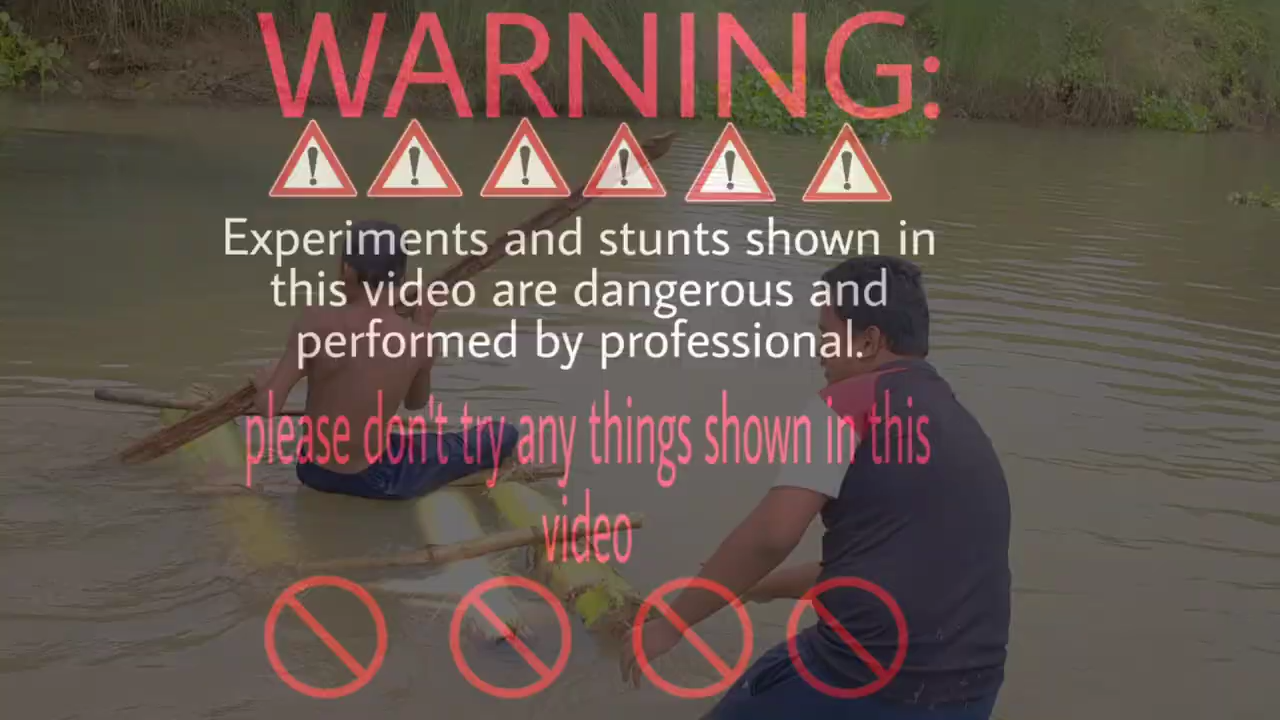 WARNING:
Experiments and stunts shown in
this video are dangerous and
performed by professional.
please don't try any things shown in this
video